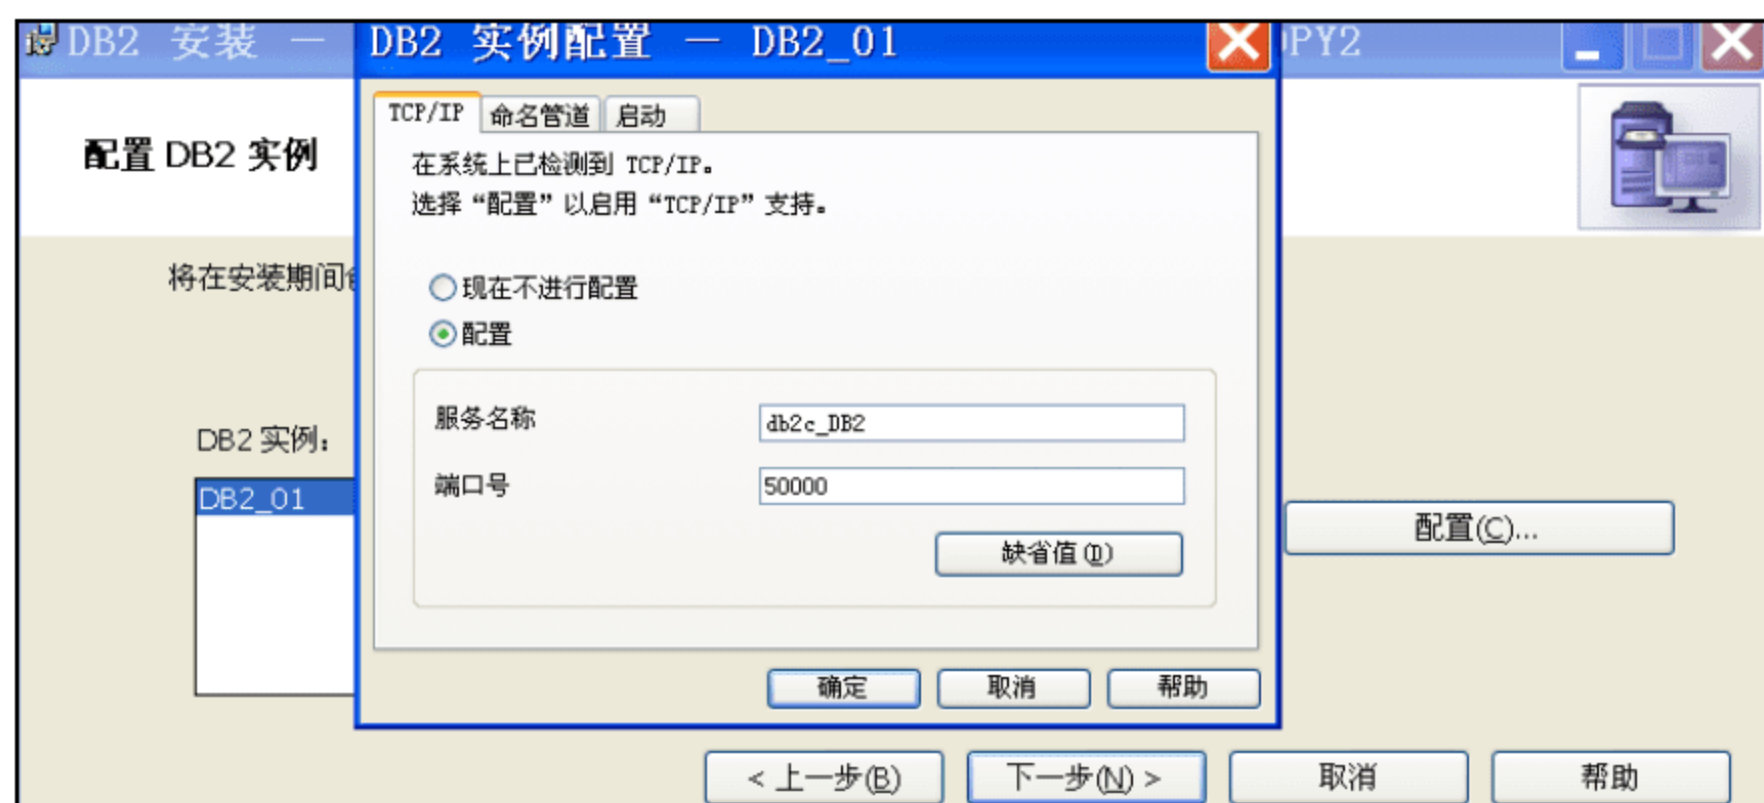 DB2 安装 —
DB2 实例配置 — DB2_01
PY2
配置 DB2 实例
TCP/IP 命名管道 启动
在系统上已检测到 TCP/IP。
选择“配置”以启用“TCP/IP”支持。
将在安装期间
现在不进行配置
配置
服务名称 db2c_DB2
DB2 实例:
端口号 50000
DB2_01
配置(C)...
缺省值(D)
确定 取消 帮助
< 上一步(B) 下一步(N) > 取消 帮助